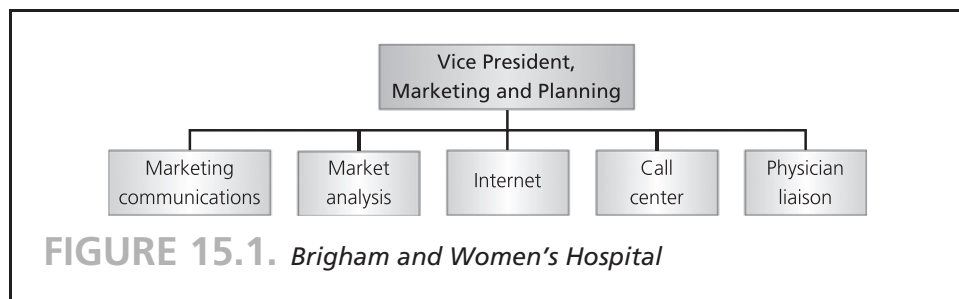 Vice President,
Marketing and Planning
Marketing
communications
Market
analysis
Internet
Call
center
Physician
liaison
FIGURE 15.1. Brigham and Women's Hospital